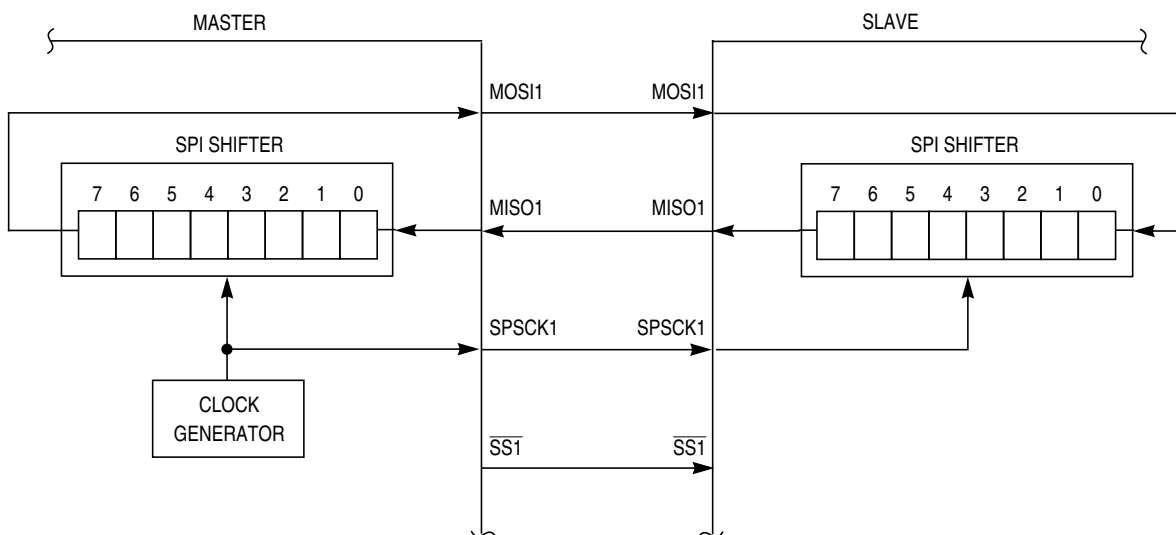 MASTER
SLAVE
MOSI1 MOSI1
SPI SHIFTER SPI SHIFTER
7 6 5 4 3 2 1 0 7 6 5 4 3 2 1 0
MISO1 MISO1
SPSCK1 SPSCK1
CLOCK
GENERATOR
SS1 SS1